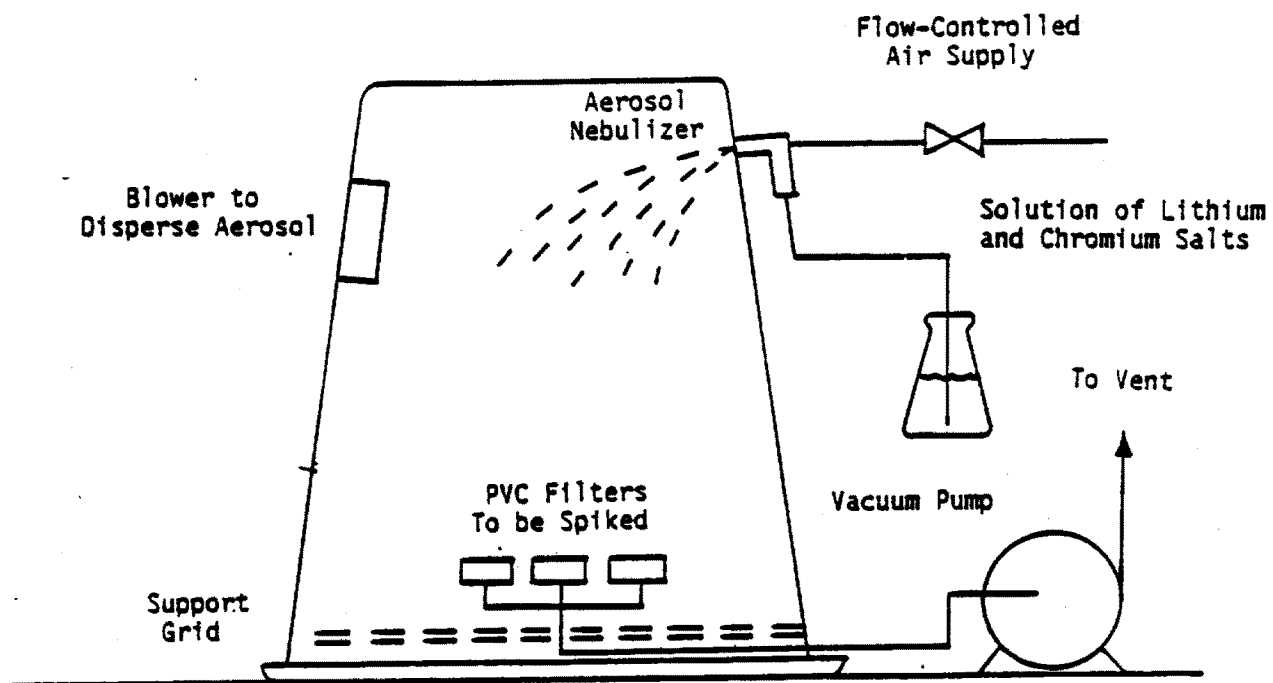 Flow-Controlled
Air Supply
Aerosol
Nebulizer
Blower to
Disperse Aerosol
Solution of Lithium
and Chromium Salts
To Vent
PVC Filters
To be Spiked
Vacuum Pump
Support
Grid